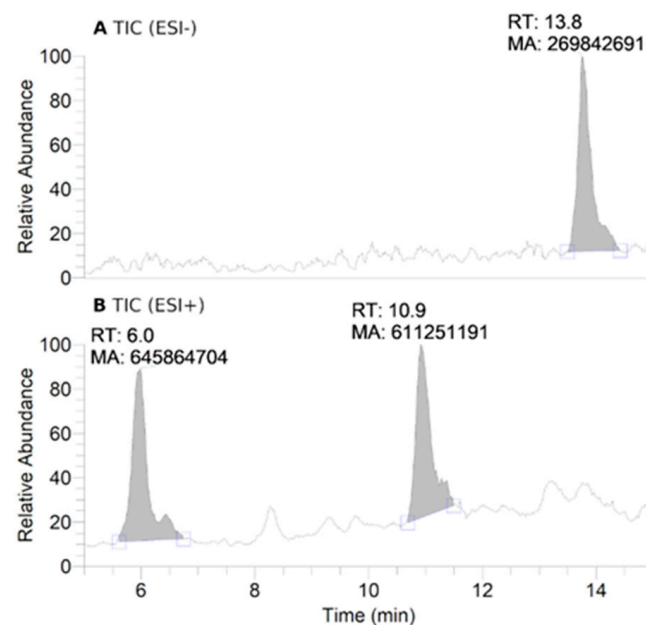 A TIC (ESI-)
RT: 13.8
MA: 269842691
100
80
60
40
20
0
Relative Abundance
B TIC (ESI+)
RT: 6.0
MA: 645864704
RT: 10.9
MA: 611251191
100
80
60
40
20
0
Relative Abundance
6 8 10 12 14
Time (min)